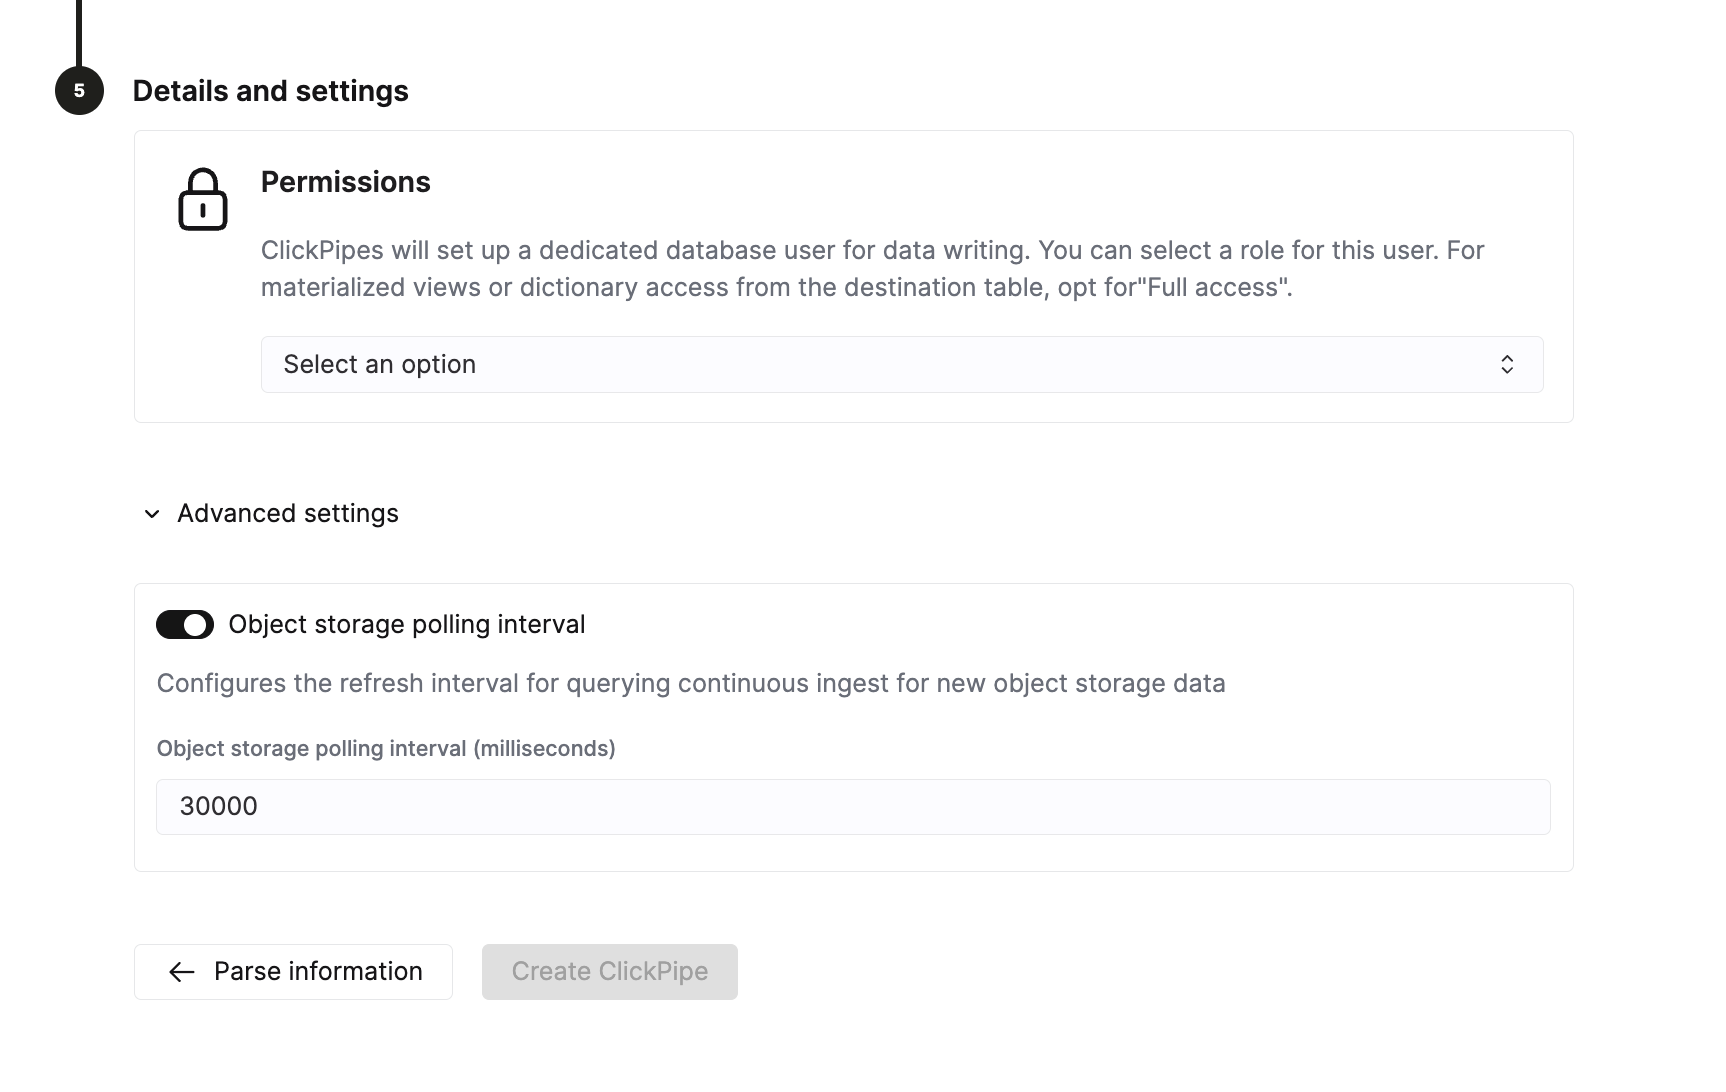 5
Details and settings
Permissions
ClickPipes will set up a dedicated database user for data writing. You can select a role for this user. For
materialized views or dictionary access from the destination table, opt for"Full access".
Select an option
Advanced settings
Object storage polling interval
Configures the refresh interval for querying continuous ingest for new object storage data
Object storage polling interval (milliseconds)
30000
Parse information
Create ClickPipe